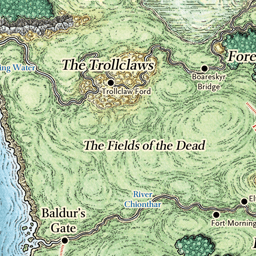 The Trollclaws
Fore
ng Water
Trollclaw Ford
Boareskyr
Bridge
The Fields of the Dead
River
Chionthar
Baldur's
Gate
Fort Morning